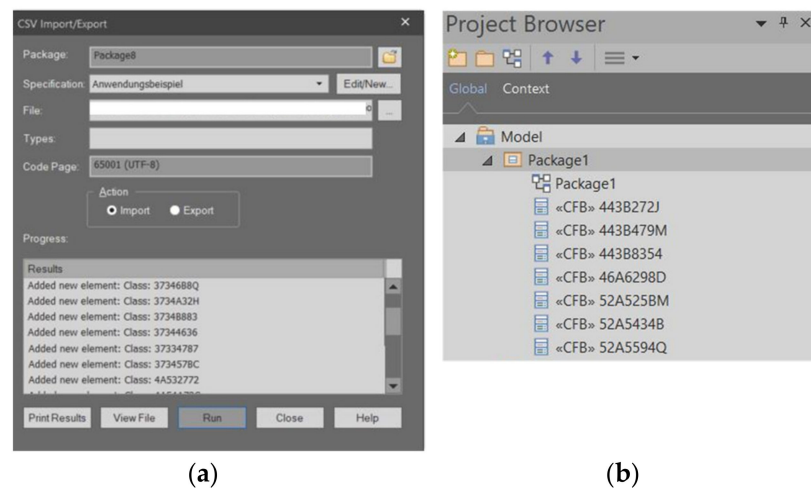 CSV Import/Export
Package: Package8
Specification: Anwendungsbeispiel Edit/New...
File: ...
Types:
Code Page: 65001 (UTF-8)
Action
Import Export
Progress:
Results
Added new element: Class: 37346B8Q
Added new element: Class: 3734A32H
Added new element: Class: 3734B883
Added new element: Class: 37344636
Added new element: Class: 37334787
Added new element: Class: 373457BC
Added new element: Class: 4A532772
Print Results View File Run Close Help
(a)
Project Browser
Global Context
Model
Package1
Package1
«CFB» 443B272J
«CFB» 443B479M
«CFB» 443B8354
«CFB» 46A6298D
«CFB» 52A525BM
«CFB» 52A5434B
«CFB» 52A5594Q
(b)